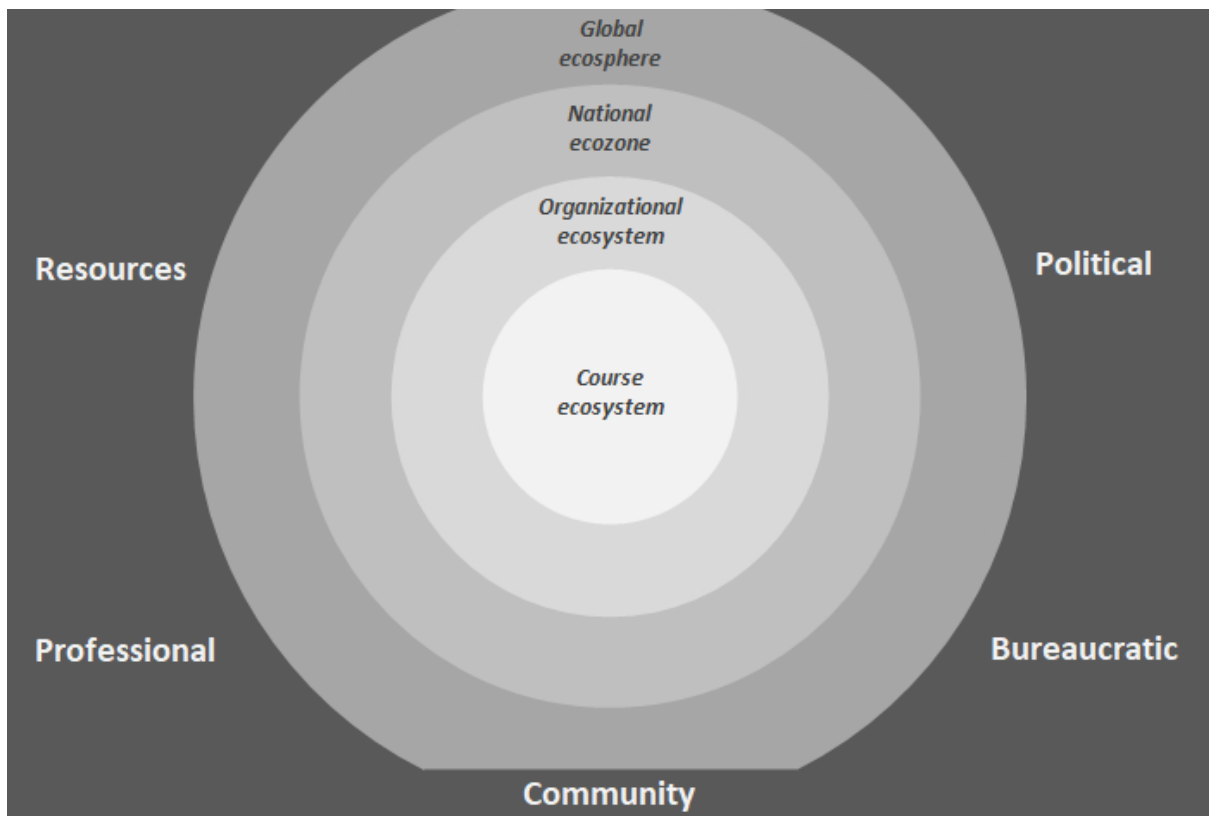 Global
ecosphere
National
ecozone
Organizational
ecosystem
Resources
Political
Course
ecosystem
Professional
Bureaucratic
Community